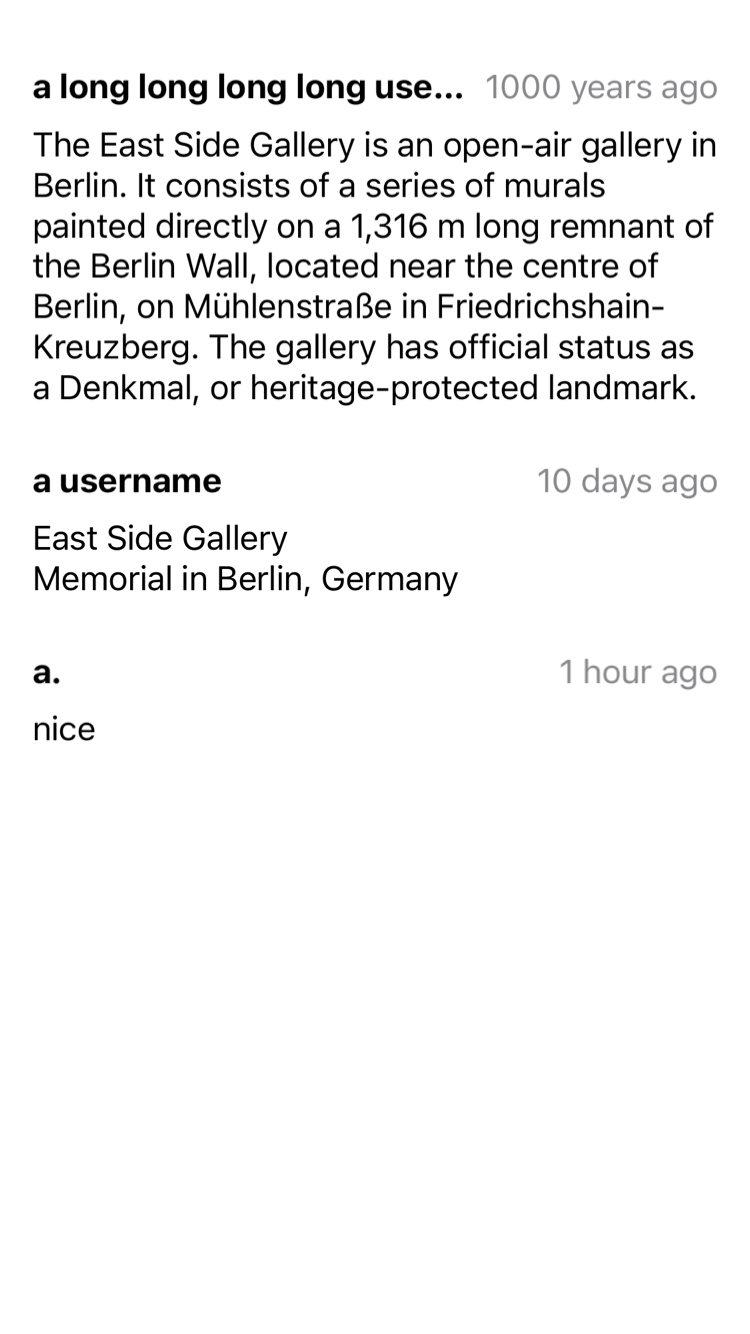 a long long long long use... 1000 years ago
The East Side Gallery is an open-air gallery in
Berlin. It consists of a series of murals
painted directly on a 1,316 m long remnant of
the Berlin Wall, located near the centre of
Berlin, on Mühlenstraße in Friedrichshain-
Kreuzberg. The gallery has official status as
a Denkmal, or heritage-protected landmark.
a username 10 days ago
East Side Gallery
Memorial in Berlin, Germany
a. 1 hour ago
nice